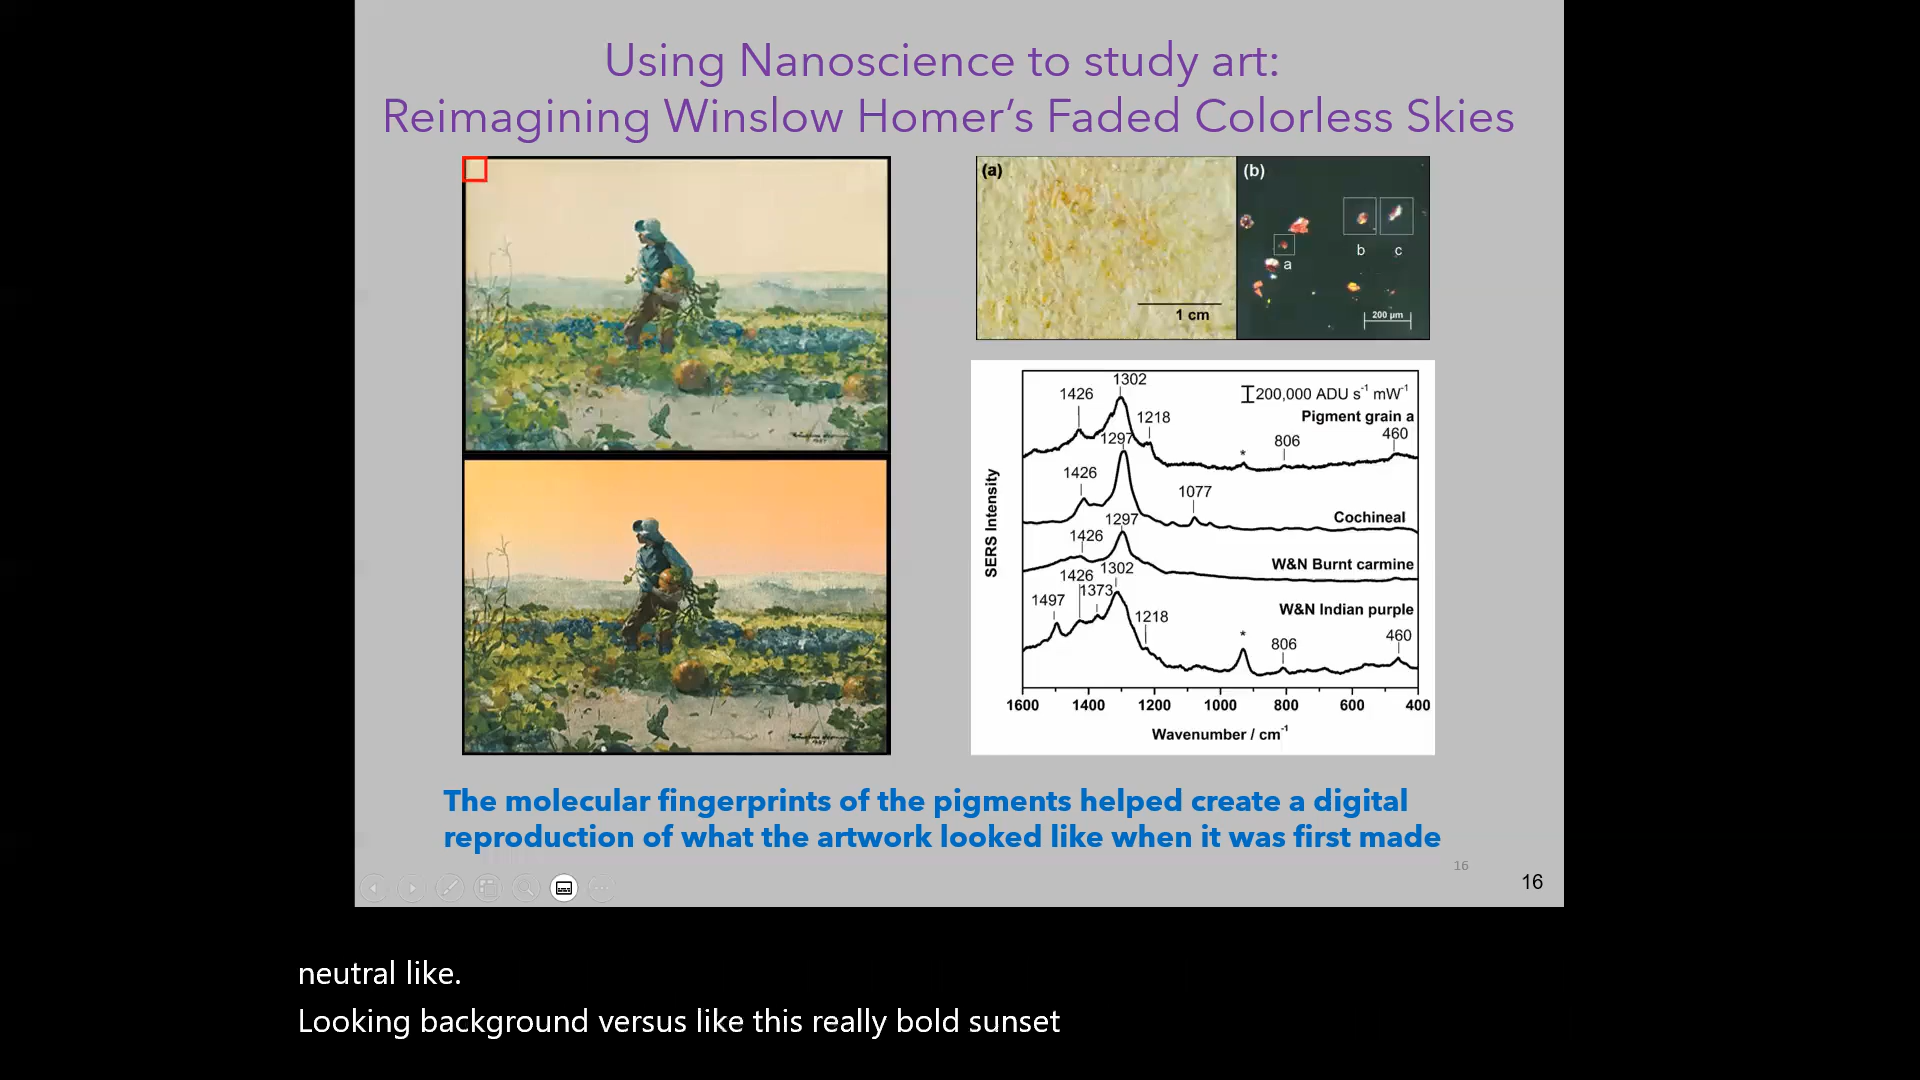 Using Nanoscience to study art:
Reimagining Winslow Homer's Faded Colorless Skies
(a)
1 cm
(b)
a
b
c
200 µm
SERS Intensity
200,000 ADU s⁻¹ mW⁻¹
Pigment grain a
1426
1302
1218
*
806
460
Cochineal
1426
1297
1077
W&N Burnt carmine
1426
1297
W&N Indian purple
1497
1426
1373
1302
1218
*
806
460
1600 1400 1200 1000 800 600 400
Wavenumber / cm⁻¹
The molecular fingerprints of the pigments helped create a digital
reproduction of what the artwork looked like when it was first made
16
16
neutral like.
Looking background versus like this really bold sunset